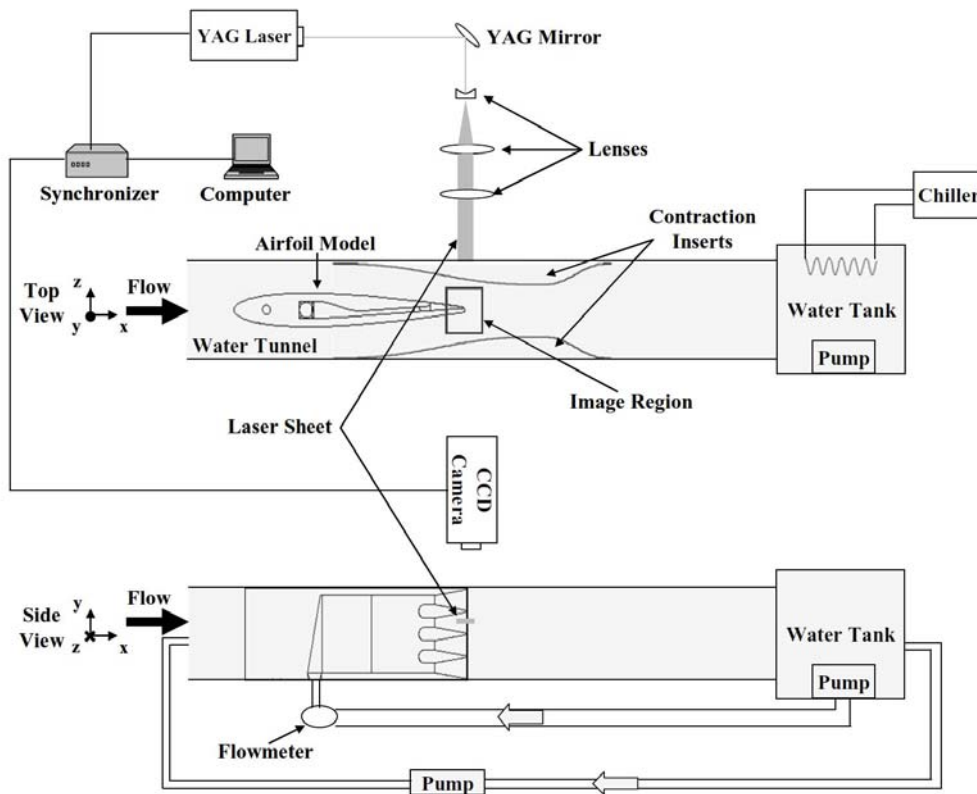 YAG Laser
YAG Mirror
Lenses
Synchronizer
Computer
Chiller
Contraction
Inserts
Airfoil Model
Top
View
z
y
x
Flow
Water Tunnel
Water Tank
Pump
Image Region
Laser Sheet
CCD
Camera
Side
View
y
z
x
Flow
Water Tank
Pump
Flowmeter
Pump